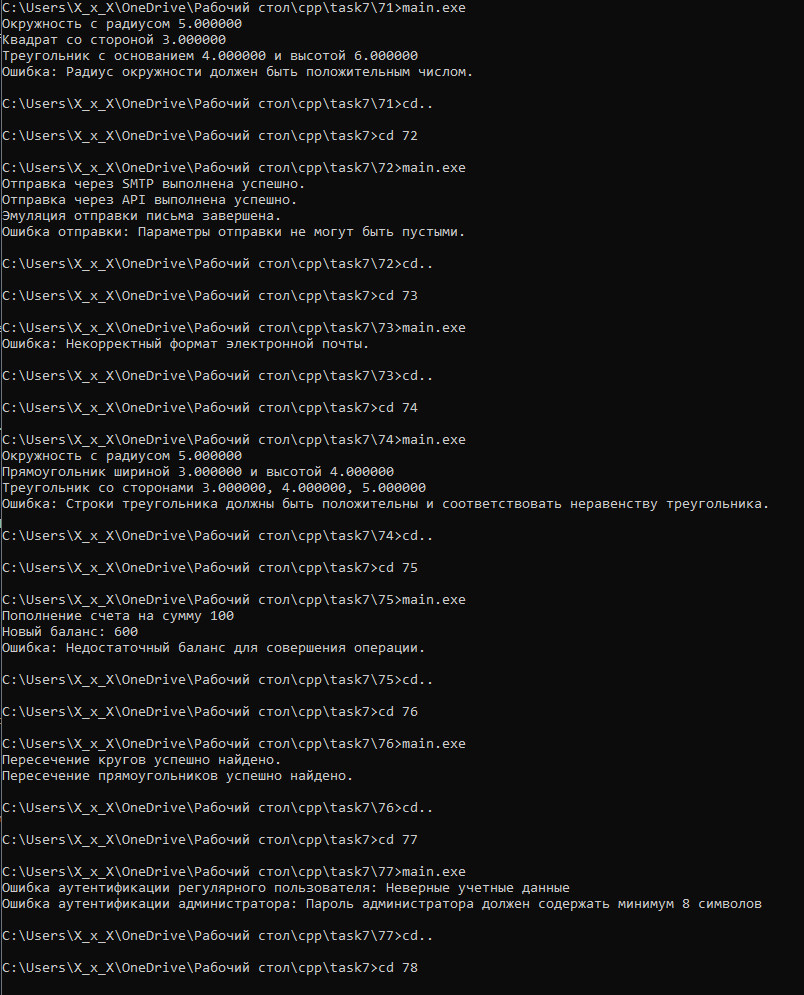 C:\Users\X_x_X\OneDrive\Рабочий стол\cpp\task7\71>main.exe
Окружность с радиусом 5.000000
Квадрат со стороной 3.000000
Треугольник с основанием 4.000000 и высотой 6.000000
Ошибка: Радиус окружности должен быть положительным числом.
C:\Users\X_x_X\OneDrive\Рабочий стол\cpp\task7\71>cd..
C:\Users\X_x_X\OneDrive\Рабочий стол\cpp\task7>cd 72
C:\Users\X_x_X\OneDrive\Рабочий стол\cpp\task7\72>main.exe
Отправка через SMTP выполнена успешно.
Отправка через API выполнена успешно.
Эмуляция отправки письма завершена.
Ошибка отправки: Параметры отправки не могут быть пустыми.
C:\Users\X_x_X\OneDrive\Рабочий стол\cpp\task7\72>cd..
C:\Users\X_x_X\OneDrive\Рабочий стол\cpp\task7>cd 73
C:\Users\X_x_X\OneDrive\Рабочий стол\cpp\task7\73>main.exe
Ошибка: Некорректный формат электронной почты.
C:\Users\X_x_X\OneDrive\Рабочий стол\cpp\task7\73>cd..
C:\Users\X_x_X\OneDrive\Рабочий стол\cpp\task7>cd 74
C:\Users\X_x_X\OneDrive\Рабочий стол\cpp\task7\74>main.exe
Окружность с радиусом 5.000000
Прямоугольник шириной 3.000000 и высотой 4.000000
Треугольник со сторонами 3.000000, 4.000000, 5.000000
Ошибка: Строки треугольника должны быть положительны и соответствовать неравенству треугольника.
C:\Users\X_x_X\OneDrive\Рабочий стол\cpp\task7\74>cd..
C:\Users\X_x_X\OneDrive\Рабочий стол\cpp\task7>cd 75
C:\Users\X_x_X\OneDrive\Рабочий стол\cpp\task7\75>main.exe
Пополнение счета на сумму 100
Новый баланс: 600
Ошибка: Недостаточный баланс для совершения операции.
C:\Users\X_x_X\OneDrive\Рабочий стол\cpp\task7\75>cd..
C:\Users\X_x_X\OneDrive\Рабочий стол\cpp\task7>cd 76
C:\Users\X_x_X\OneDrive\Рабочий стол\cpp\task7\76>main.exe
Пересечение кругов успешно найдено.
Пересечение прямоугольников успешно найдено.
C:\Users\X_x_X\OneDrive\Рабочий стол\cpp\task7\76>cd..
C:\Users\X_x_X\OneDrive\Рабочий стол\cpp\task7>cd 77
C:\Users\X_x_X\OneDrive\Рабочий стол\cpp\task7\77>main.exe
Ошибка аутентификации регулярного пользователя: Неверные учетные данные
Ошибка аутентификации администратора: Пароль администратора должен содержать минимум 8 символов
C:\Users\X_x_X\OneDrive\Рабочий стол\cpp\task7\77>cd..
C:\Users\X_x_X\OneDrive\Рабочий стол\cpp\task7>cd 78